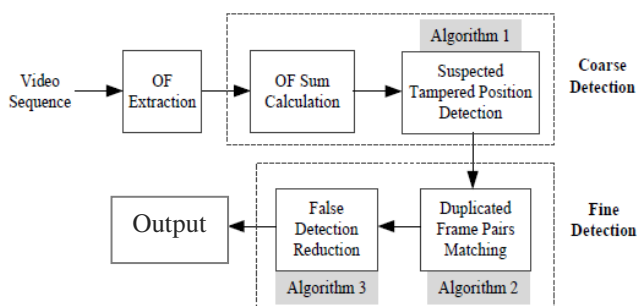 Algorithm 1
Video
Sequence
OF
Extraction
OF Sum
Calculation
Suspected
Tampered Position
Detection
Coarse
Detection
Output
False
Detection
Reduction
Duplicated
Frame Pairs
Matching
Fine
Detection
Algorithm 3
Algorithm 2